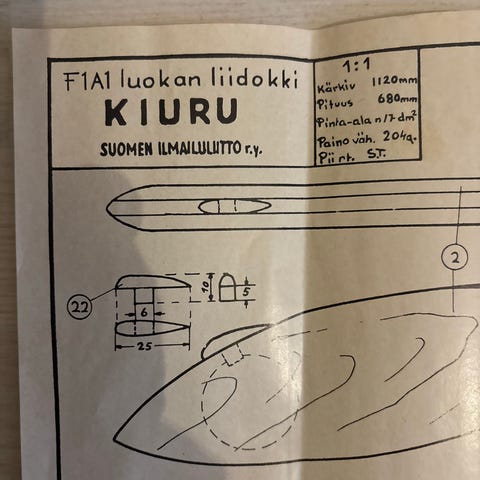 F1A1 luokan liidokki
KIURU
SUOMEN ILMAILULIITTO r.y.
1:1
Kärkiv 1120mm
Pituus 680mm
Pinta-ala n 17 dm²
Paino väh. 204g.
Piirt. S.T.
2
22
6
25
10
5